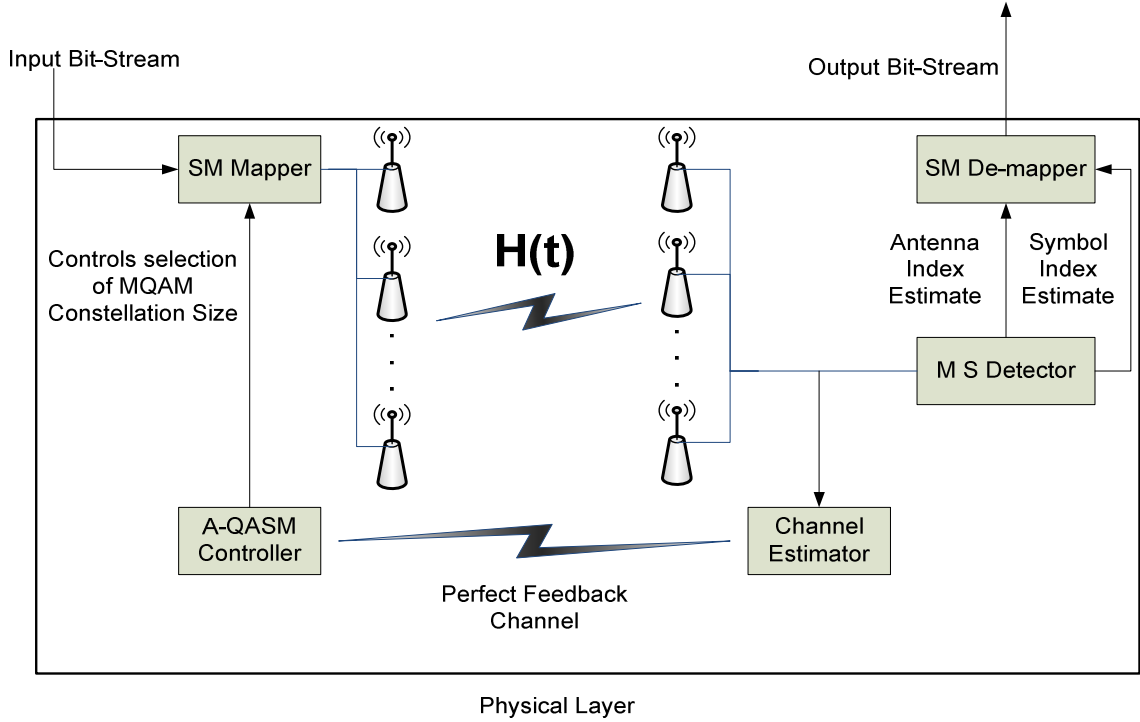 Input Bit-Stream
Output Bit-Stream
SM Mapper
SM De-mapper
H(t)
Controls selection
of MQAM
Constellation Size
Antenna
Index
Estimate
Symbol
Index
Estimate
M S Detector
A-QASM
Controller
Channel
Estimator
Perfect Feedback
Channel
Physical Layer